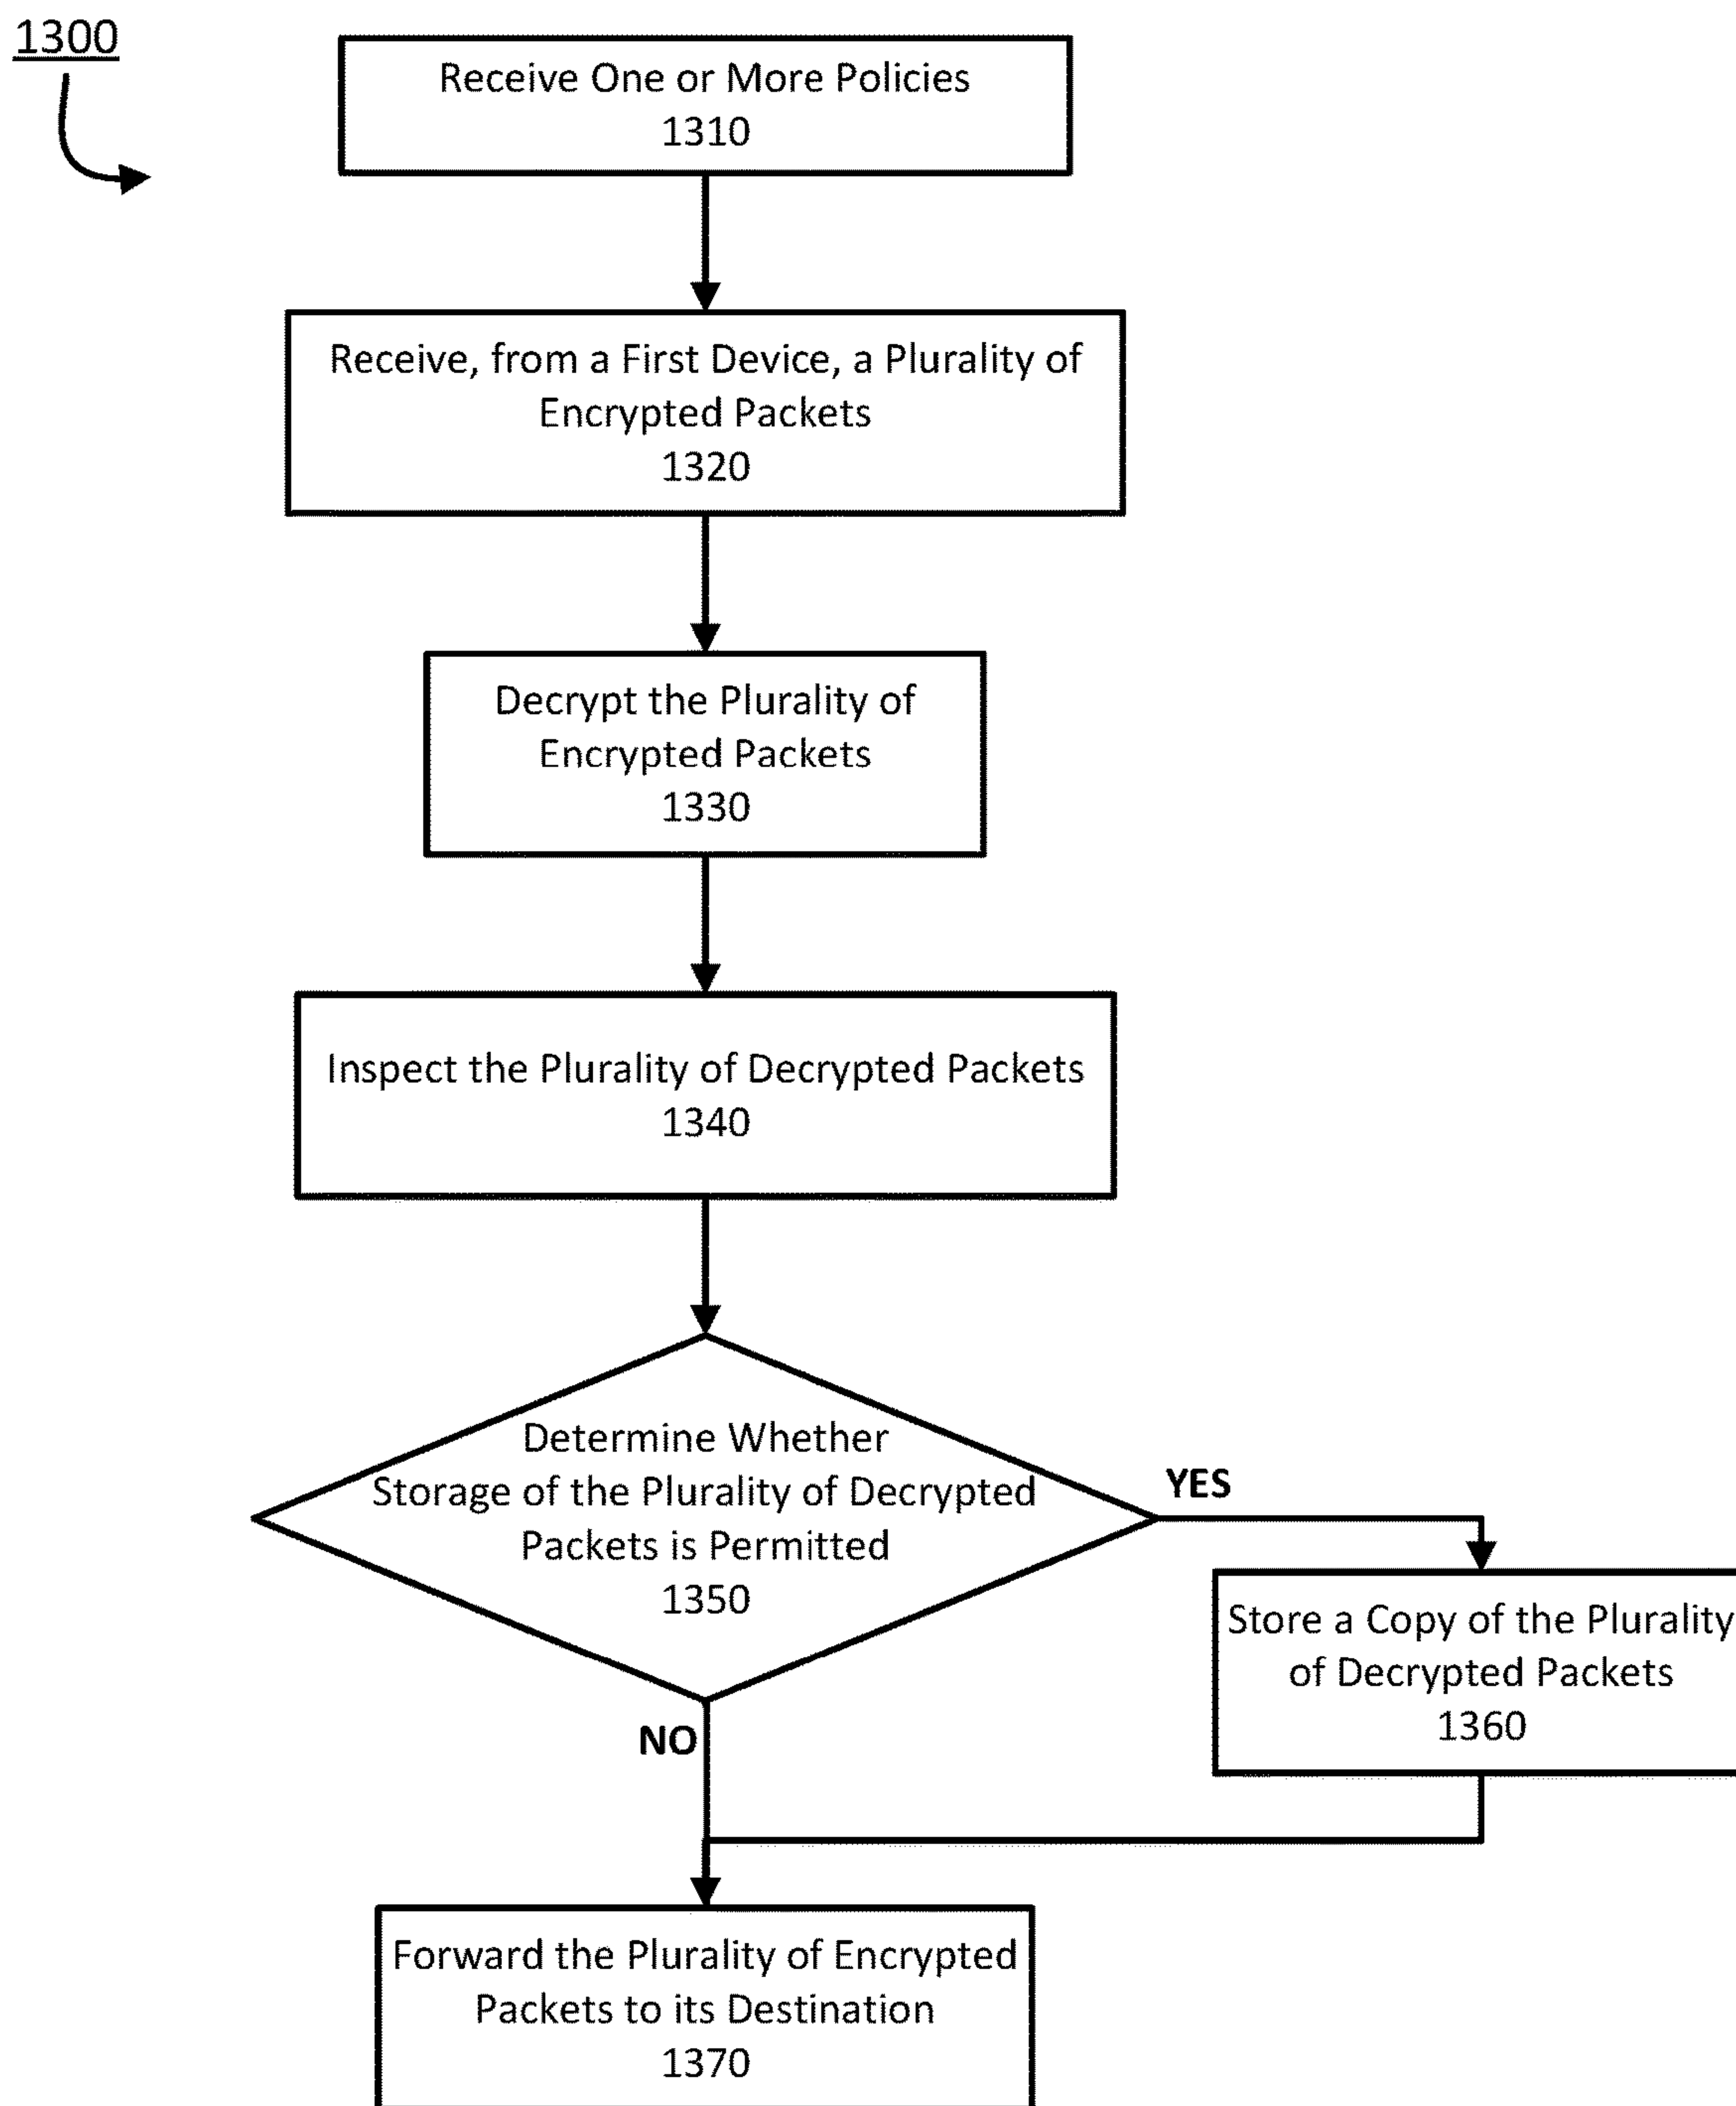 1300
Receive One or More Policies
1310
Receive, from a First Device, a Plurality of
Encrypted Packets
1320
Decrypt the Plurality of
Encrypted Packets
1330
Inspect the Plurality of Decrypted Packets
1340
Determine Whether
Storage of the Plurality of Decrypted
Packets is Permitted
1350
YES
Store a Copy of the Plurality
of Decrypted Packets
1360
NO
Forward the Plurality of Encrypted
Packets to its Destination
1370